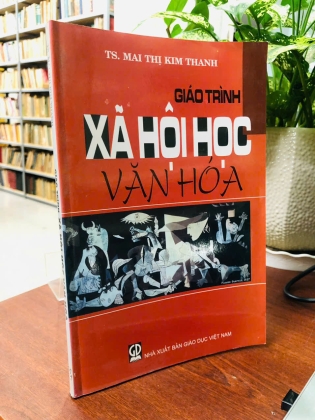 TS. MAI THỊ KIM THANH
GIÁO TRÌNH
XÃ HỘI HỌC
VĂN HÓA
GD
NHÀ XUẤT BẢN GIÁO DỤC VIỆT NAM